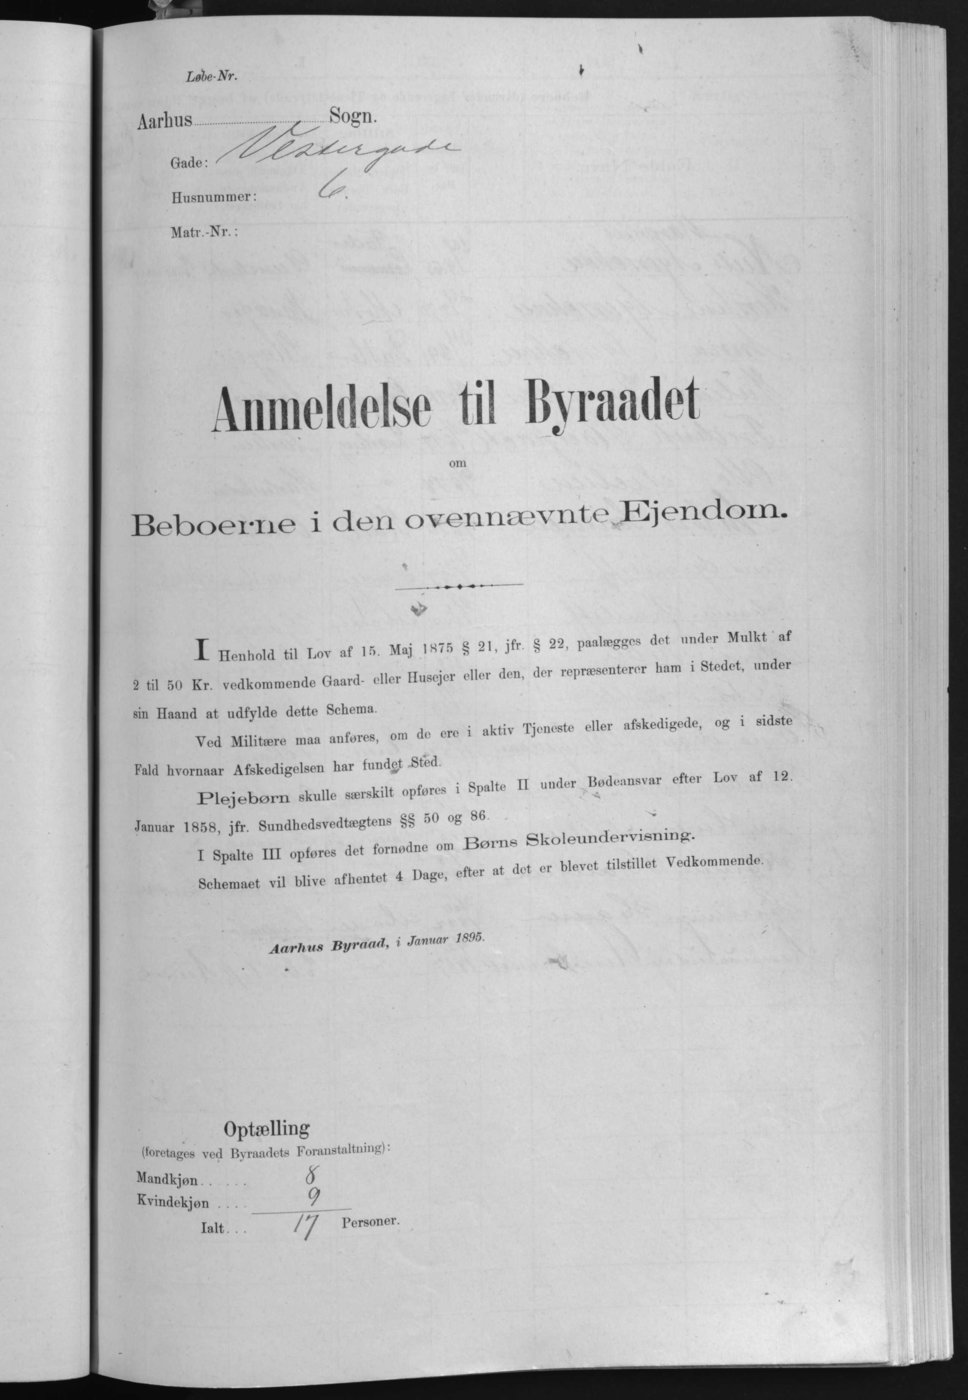 Løbe-Nr.
Aarhus Sogn.
Gade: Vestergade
Husnummer: 6.
Matr.-Nr.:
Anmeldelse til Byraadet
om
Beboerne i den ovennævnte Ejendom.
I Henhold til Lov af 15. Maj 1875 § 21, jfr. § 22, paalægges det under Mulkt af
2 til 50 Kr. vedkommende Gaard- eller Husejer eller den, der repræsenterer ham i Stedet, under
sin Haand at udfylde dette Schema.
Ved Militære maa anføres, om de ere i aktiv Tjeneste eller afskedigede, og i sidste
Fald hvornaar Afskedigelsen har fundet Sted.
Plejebørn skulle særskilt opføres i Spalte II under Bødeansvar efter Lov af 12.
Januar 1858, jfr. Sundhedsvedtægtens §§ 50 og 86.
I Spalte III opføres det fornødne om Børns Skoleundervisning.
Schemaet vil blive afhentet 4 Dage, efter at det er blevet tilstillet Vedkommende.
Aarhus Byraad, i Januar 1895.
Optælling
(foretages ved Byraadets Foranstaltning):
Mandkjøn..... 8
Kvindekjøn .... 9
Ialt... 17 Personer.